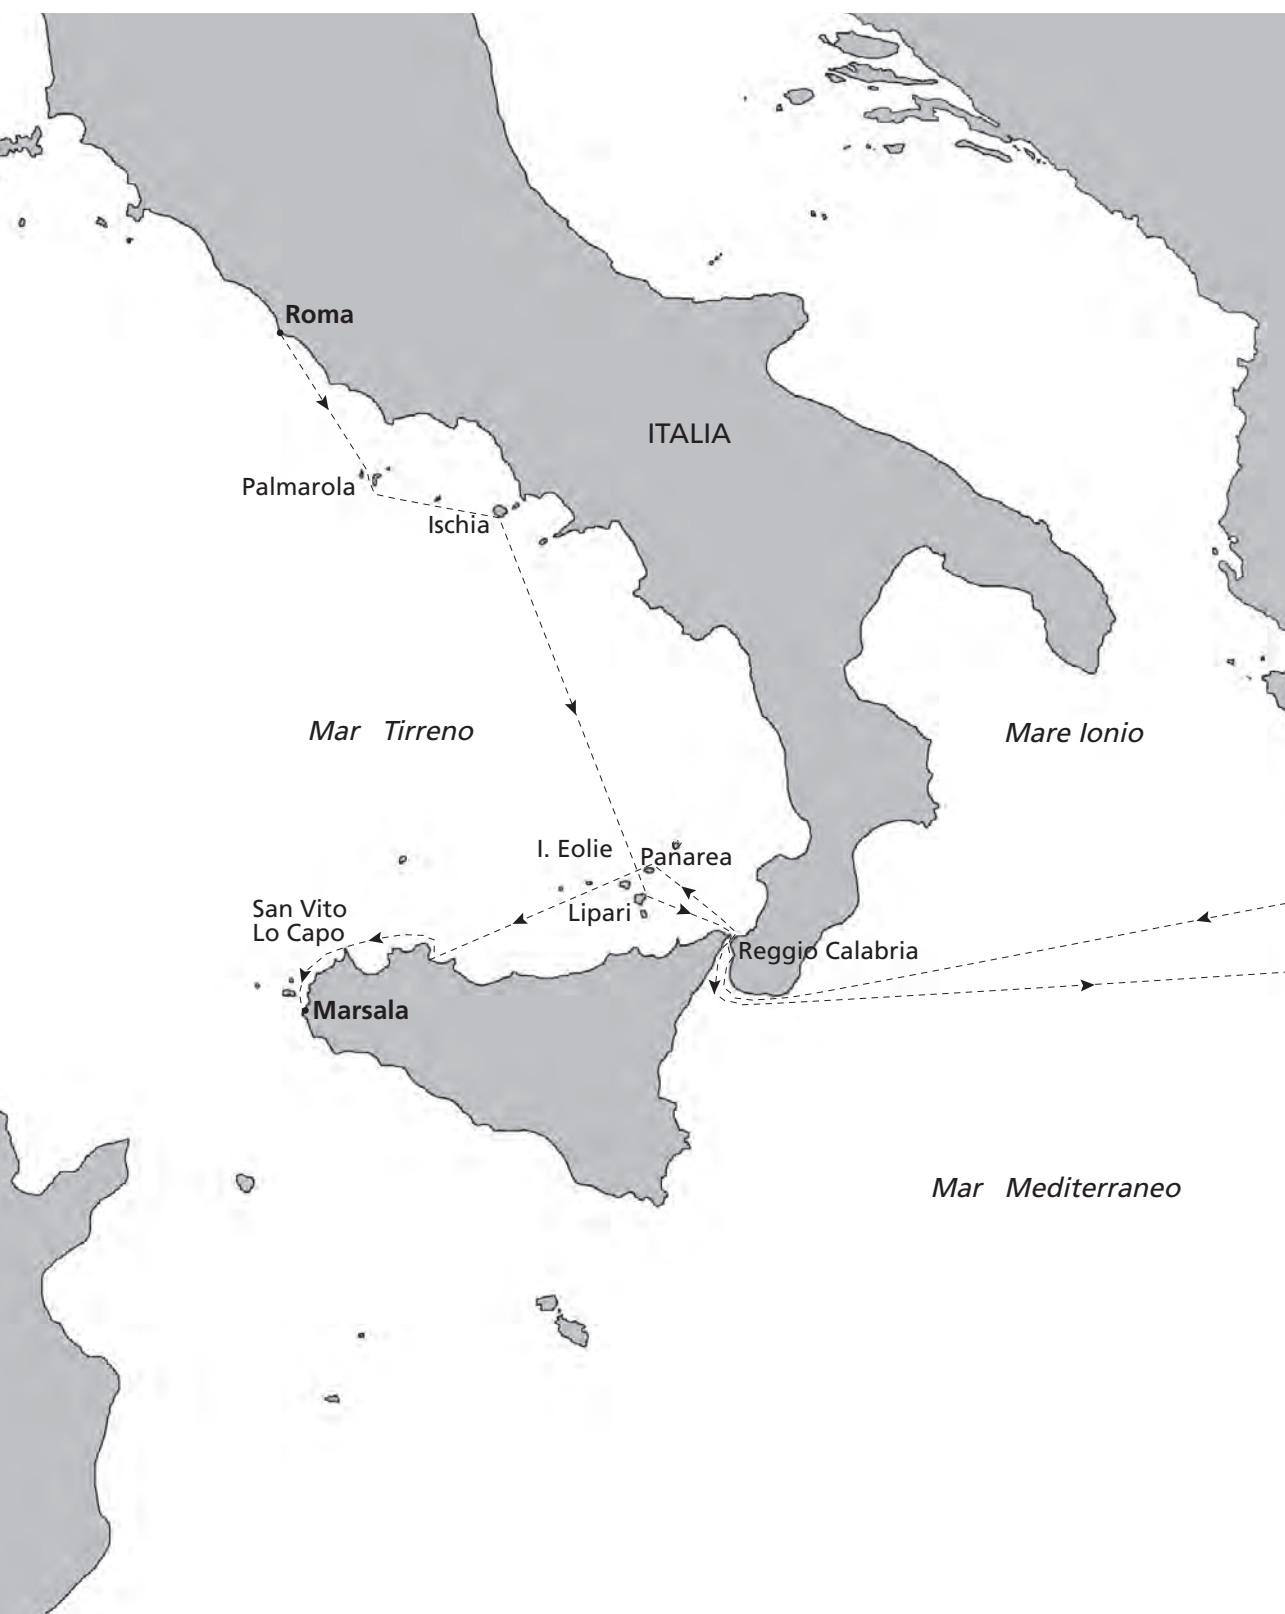 Roma
ITALIA
Palmarola
Ischia
Mar Tirreno
Mare Ionio
I. Eolie
Panarea
San Vito
Lo Capo
Lipari
Reggio Calabria
Marsala
Mar Mediterraneo